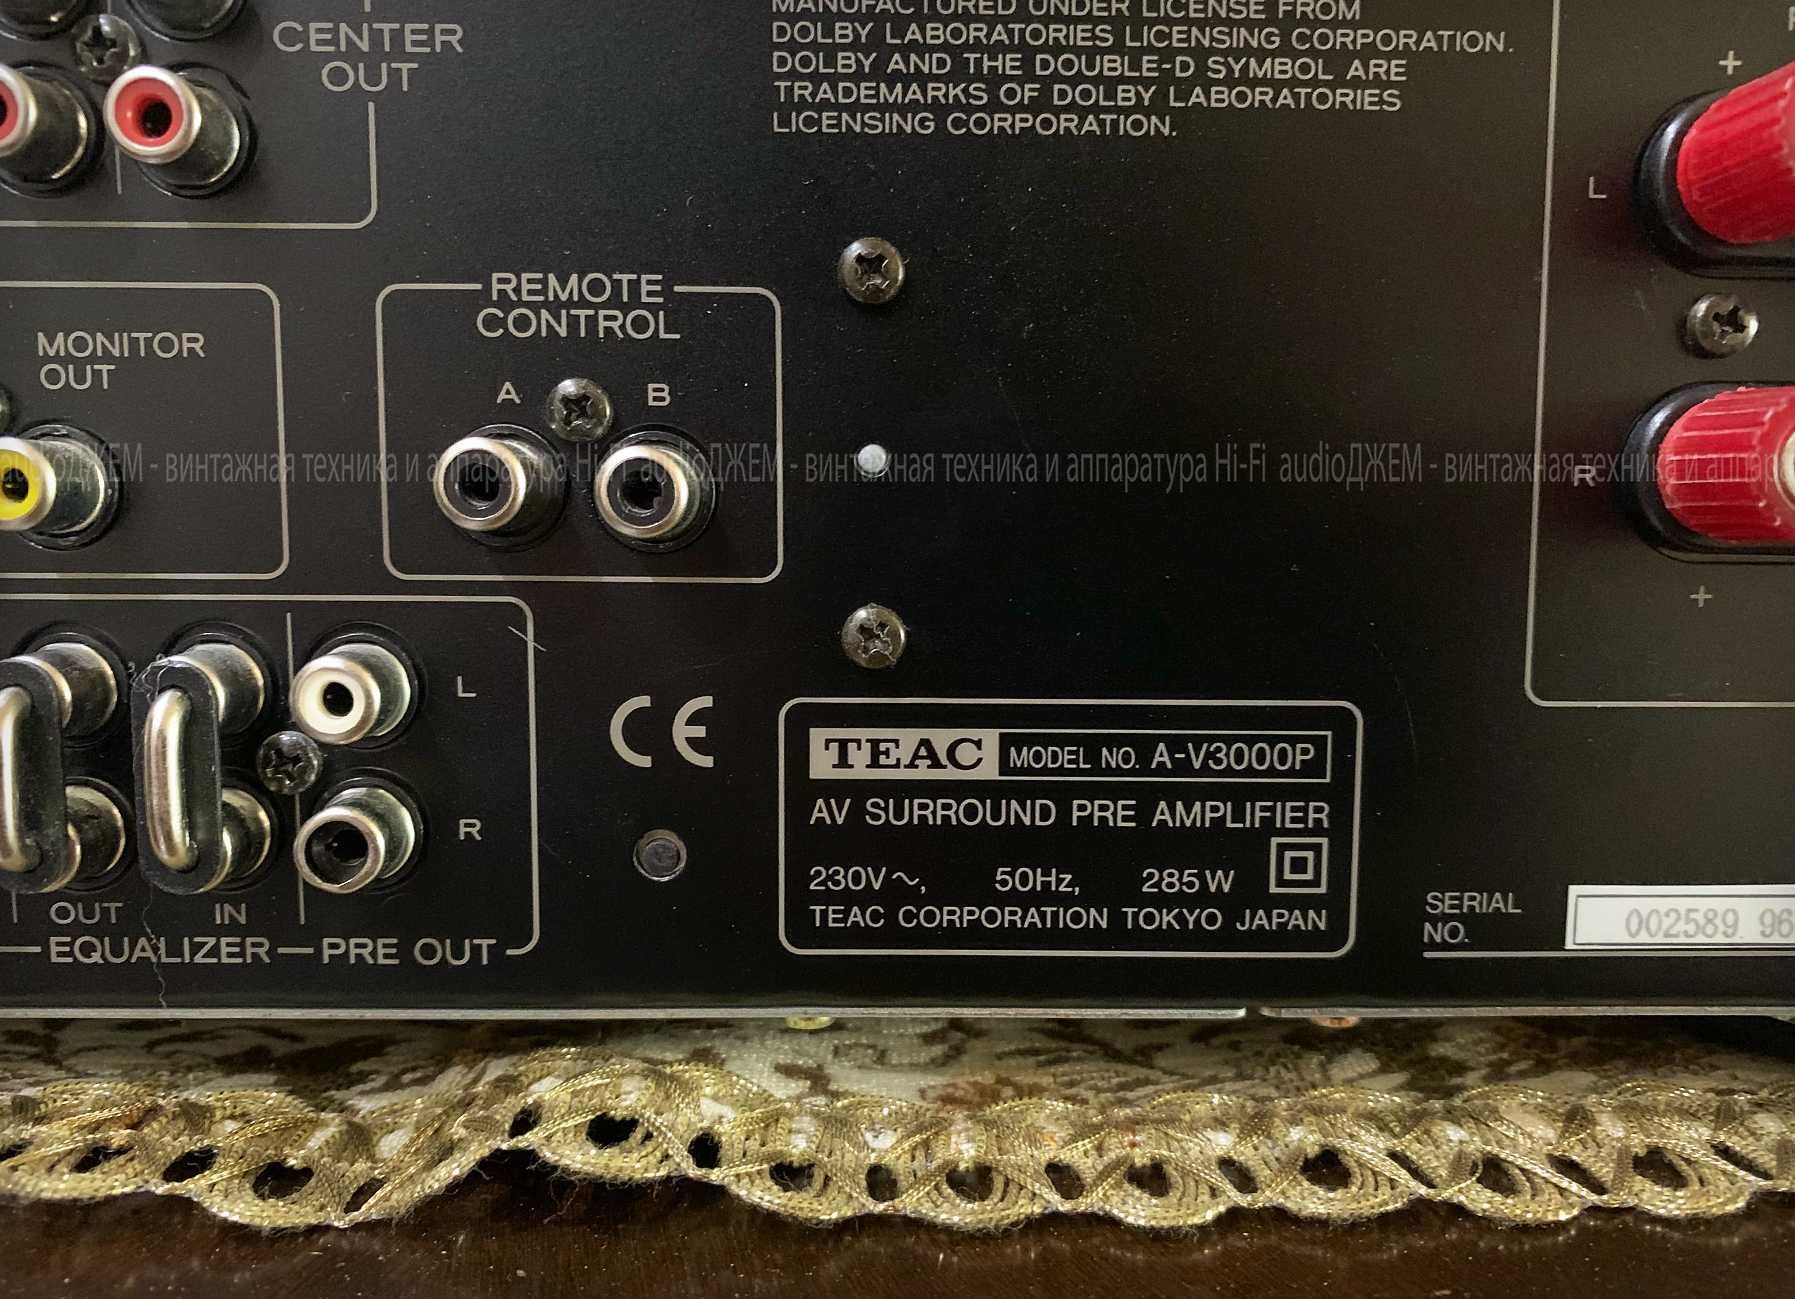 CENTER
OUT
MANUFACTURED UNDER LICENSE FROM
DOLBY LABORATORIES LICENSING CORPORATION.
DOLBY AND THE DOUBLE-D SYMBOL ARE
TRADEMARKS OF DOLBY LABORATORIES
LICENSING CORPORATION.
+
L
REMOTE
CONTROL
A B
MONITOR
OUT
audioДЖЕМ - винтажная техника и аппаратура Hi-Fi audioДЖЕМ - винтажная техника и аппаратура Hi-Fi audioДЖЕМ - винтажная техника и
R
+
L
R
OUT IN
EQUALIZER PRE OUT
CE
TEAC MODEL NO. A-V3000P
AV SURROUND PRE AMPLIFIER
230V~, 50Hz, 285W
TEAC CORPORATION TOKYO JAPAN
SERIAL
NO.
002589 96